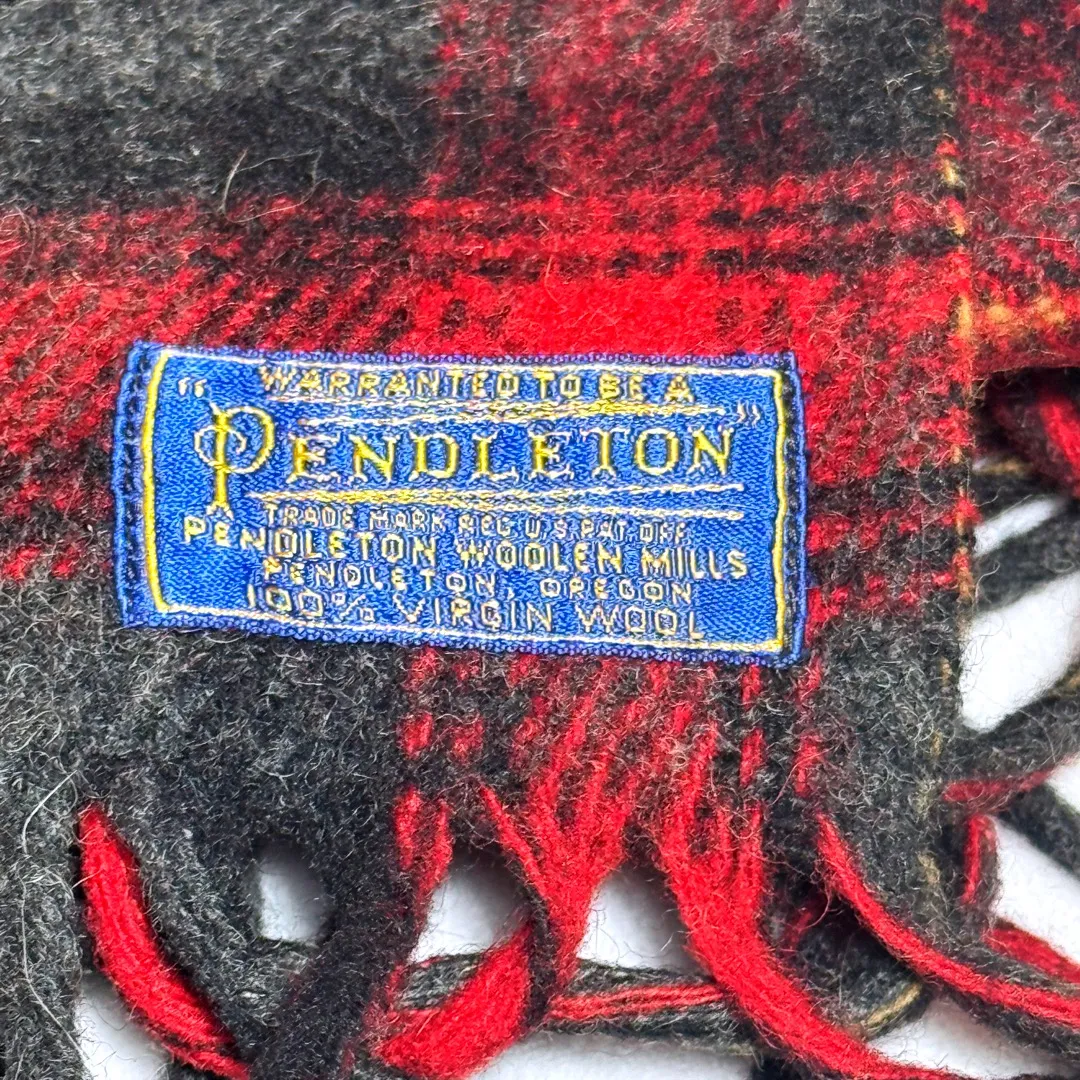 WARRANTED TO BE A
"PENDLETON"
TRADE MARK REG. U.S. PAT. OFF.
PENDLETON WOOLEN MILLS
PENDLETON, OREGON
100% VIRGIN WOOL